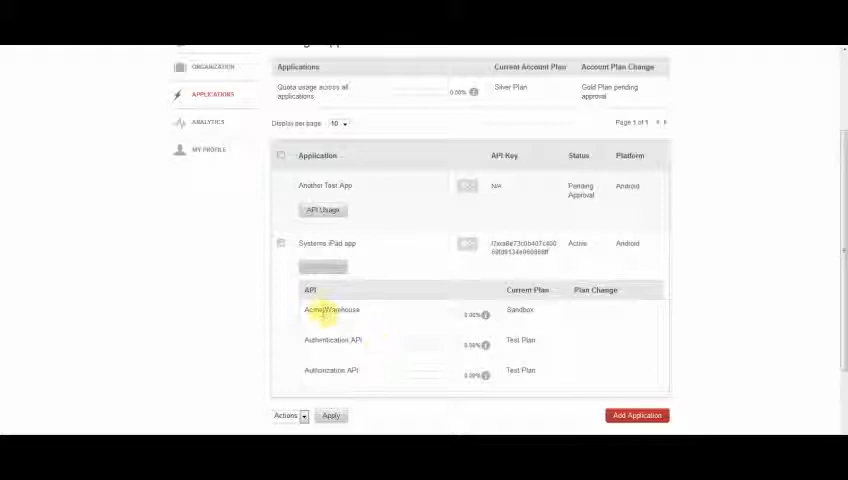 ORGANIZATION
APPLICATIONS
ANALYTICS
MY PROFILE
Applications Current Account Plan Account Plan Change
Quota usage across all applications 0.00% Silver Plan Gold Plan pending approval
Display per page 10 Page 1 of 1
Application API Key Status Platform
Another Test App N/A Pending Approval Android
API Usage
Systems iPad app Active Android
API Current Plan Plan Change
Acme Warehouse 0.00% Sandbox
Authentication API 0.00% Test Plan
Authorization API 0.00% Test Plan
Actions Apply Add Application